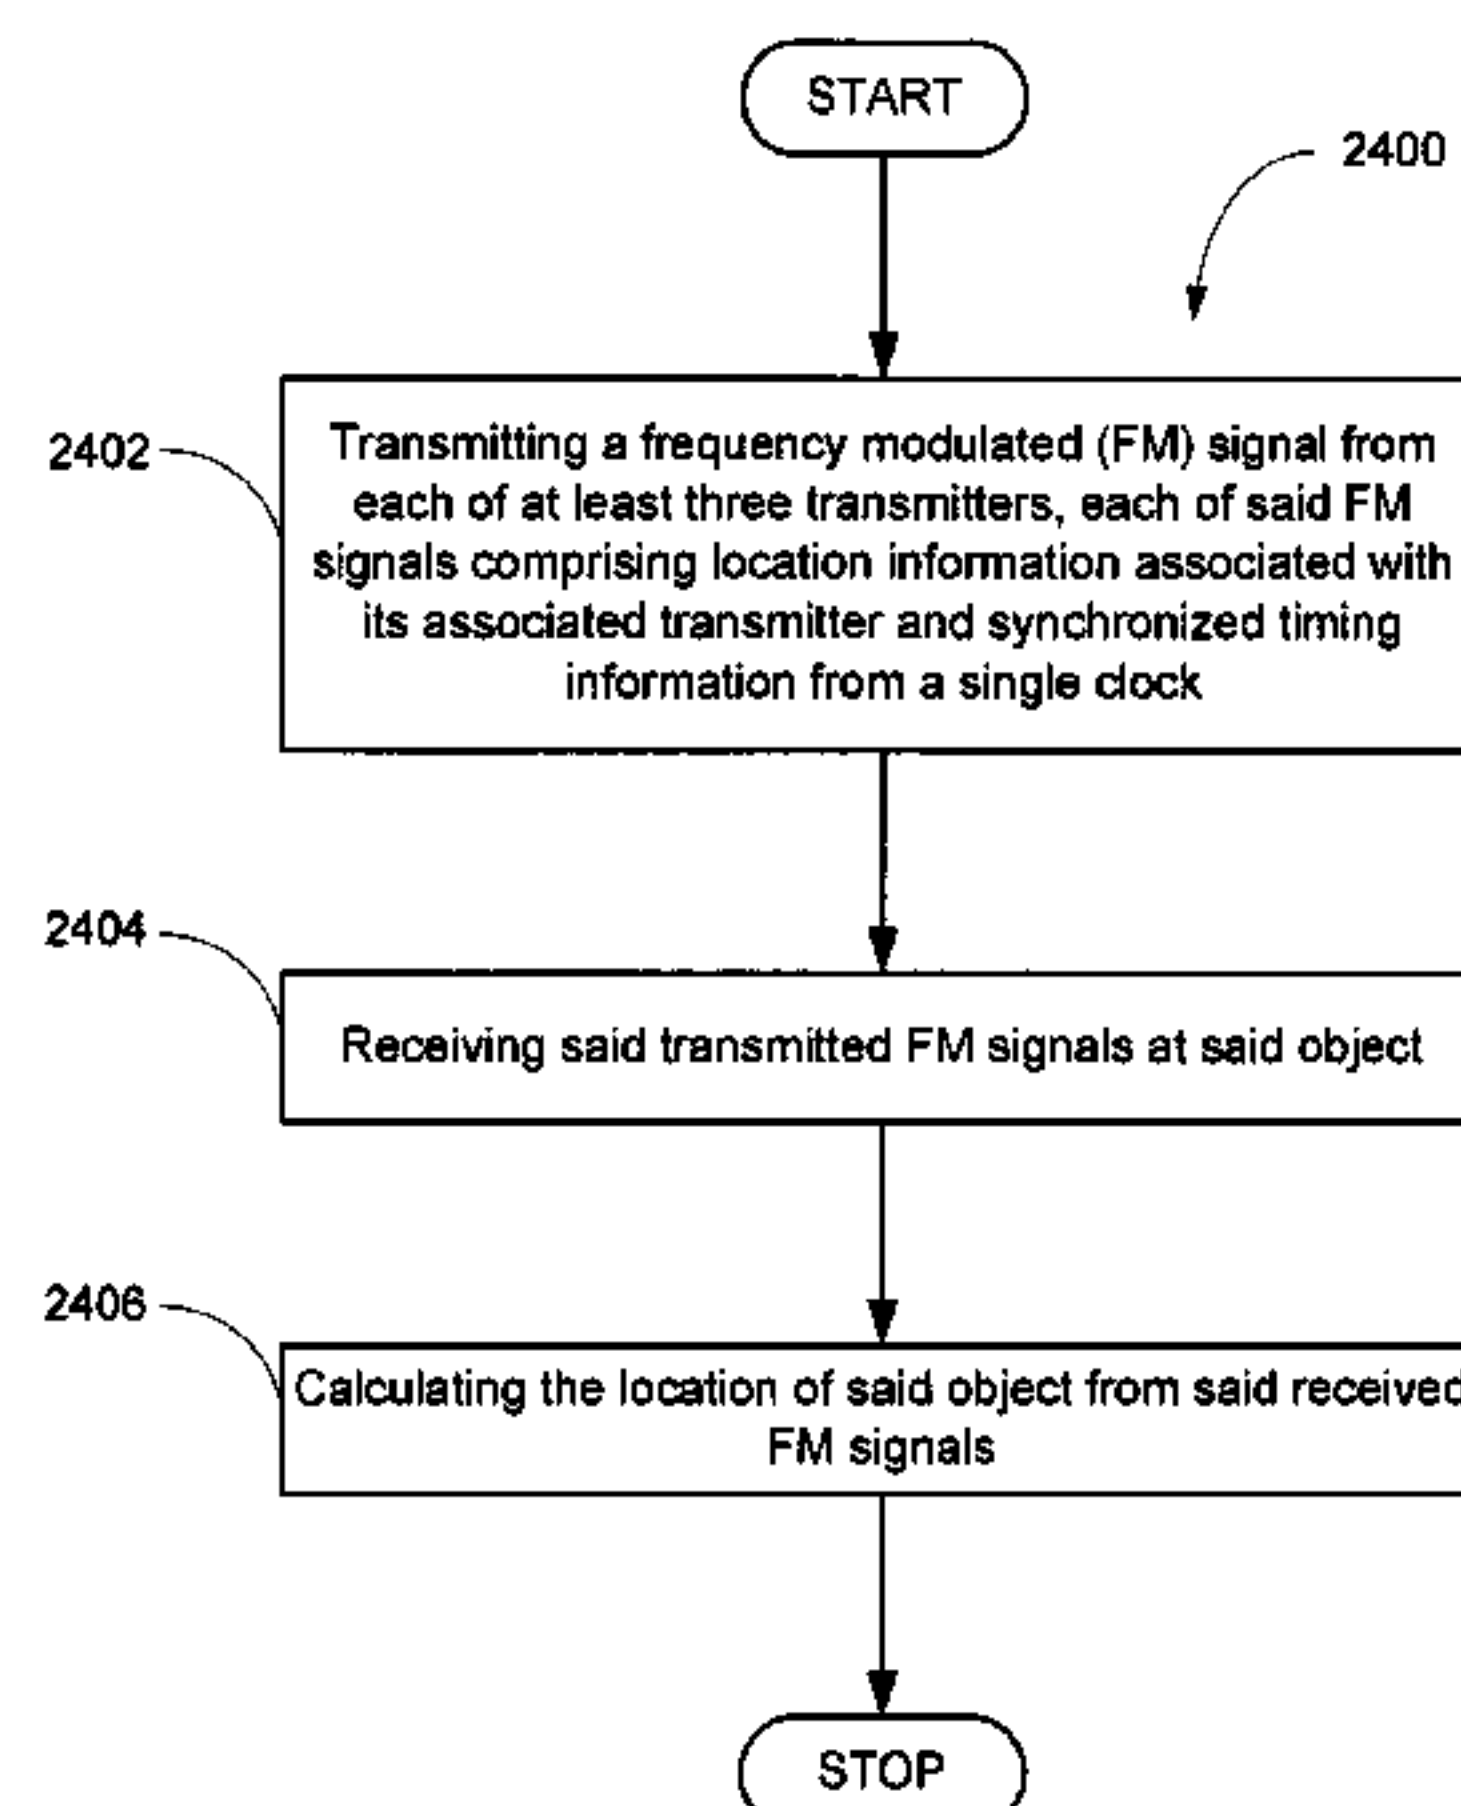 START
2400
2402
Transmitting a frequency modulated (FM) signal from
each of at least three transmitters, each of said FM
signals comprising location information associated with
its associated transmitter and synchronized timing
information from a single clock
2404
Receiving said transmitted FM signals at said object
2406
Calculating the location of said object from said received
FM signals
STOP